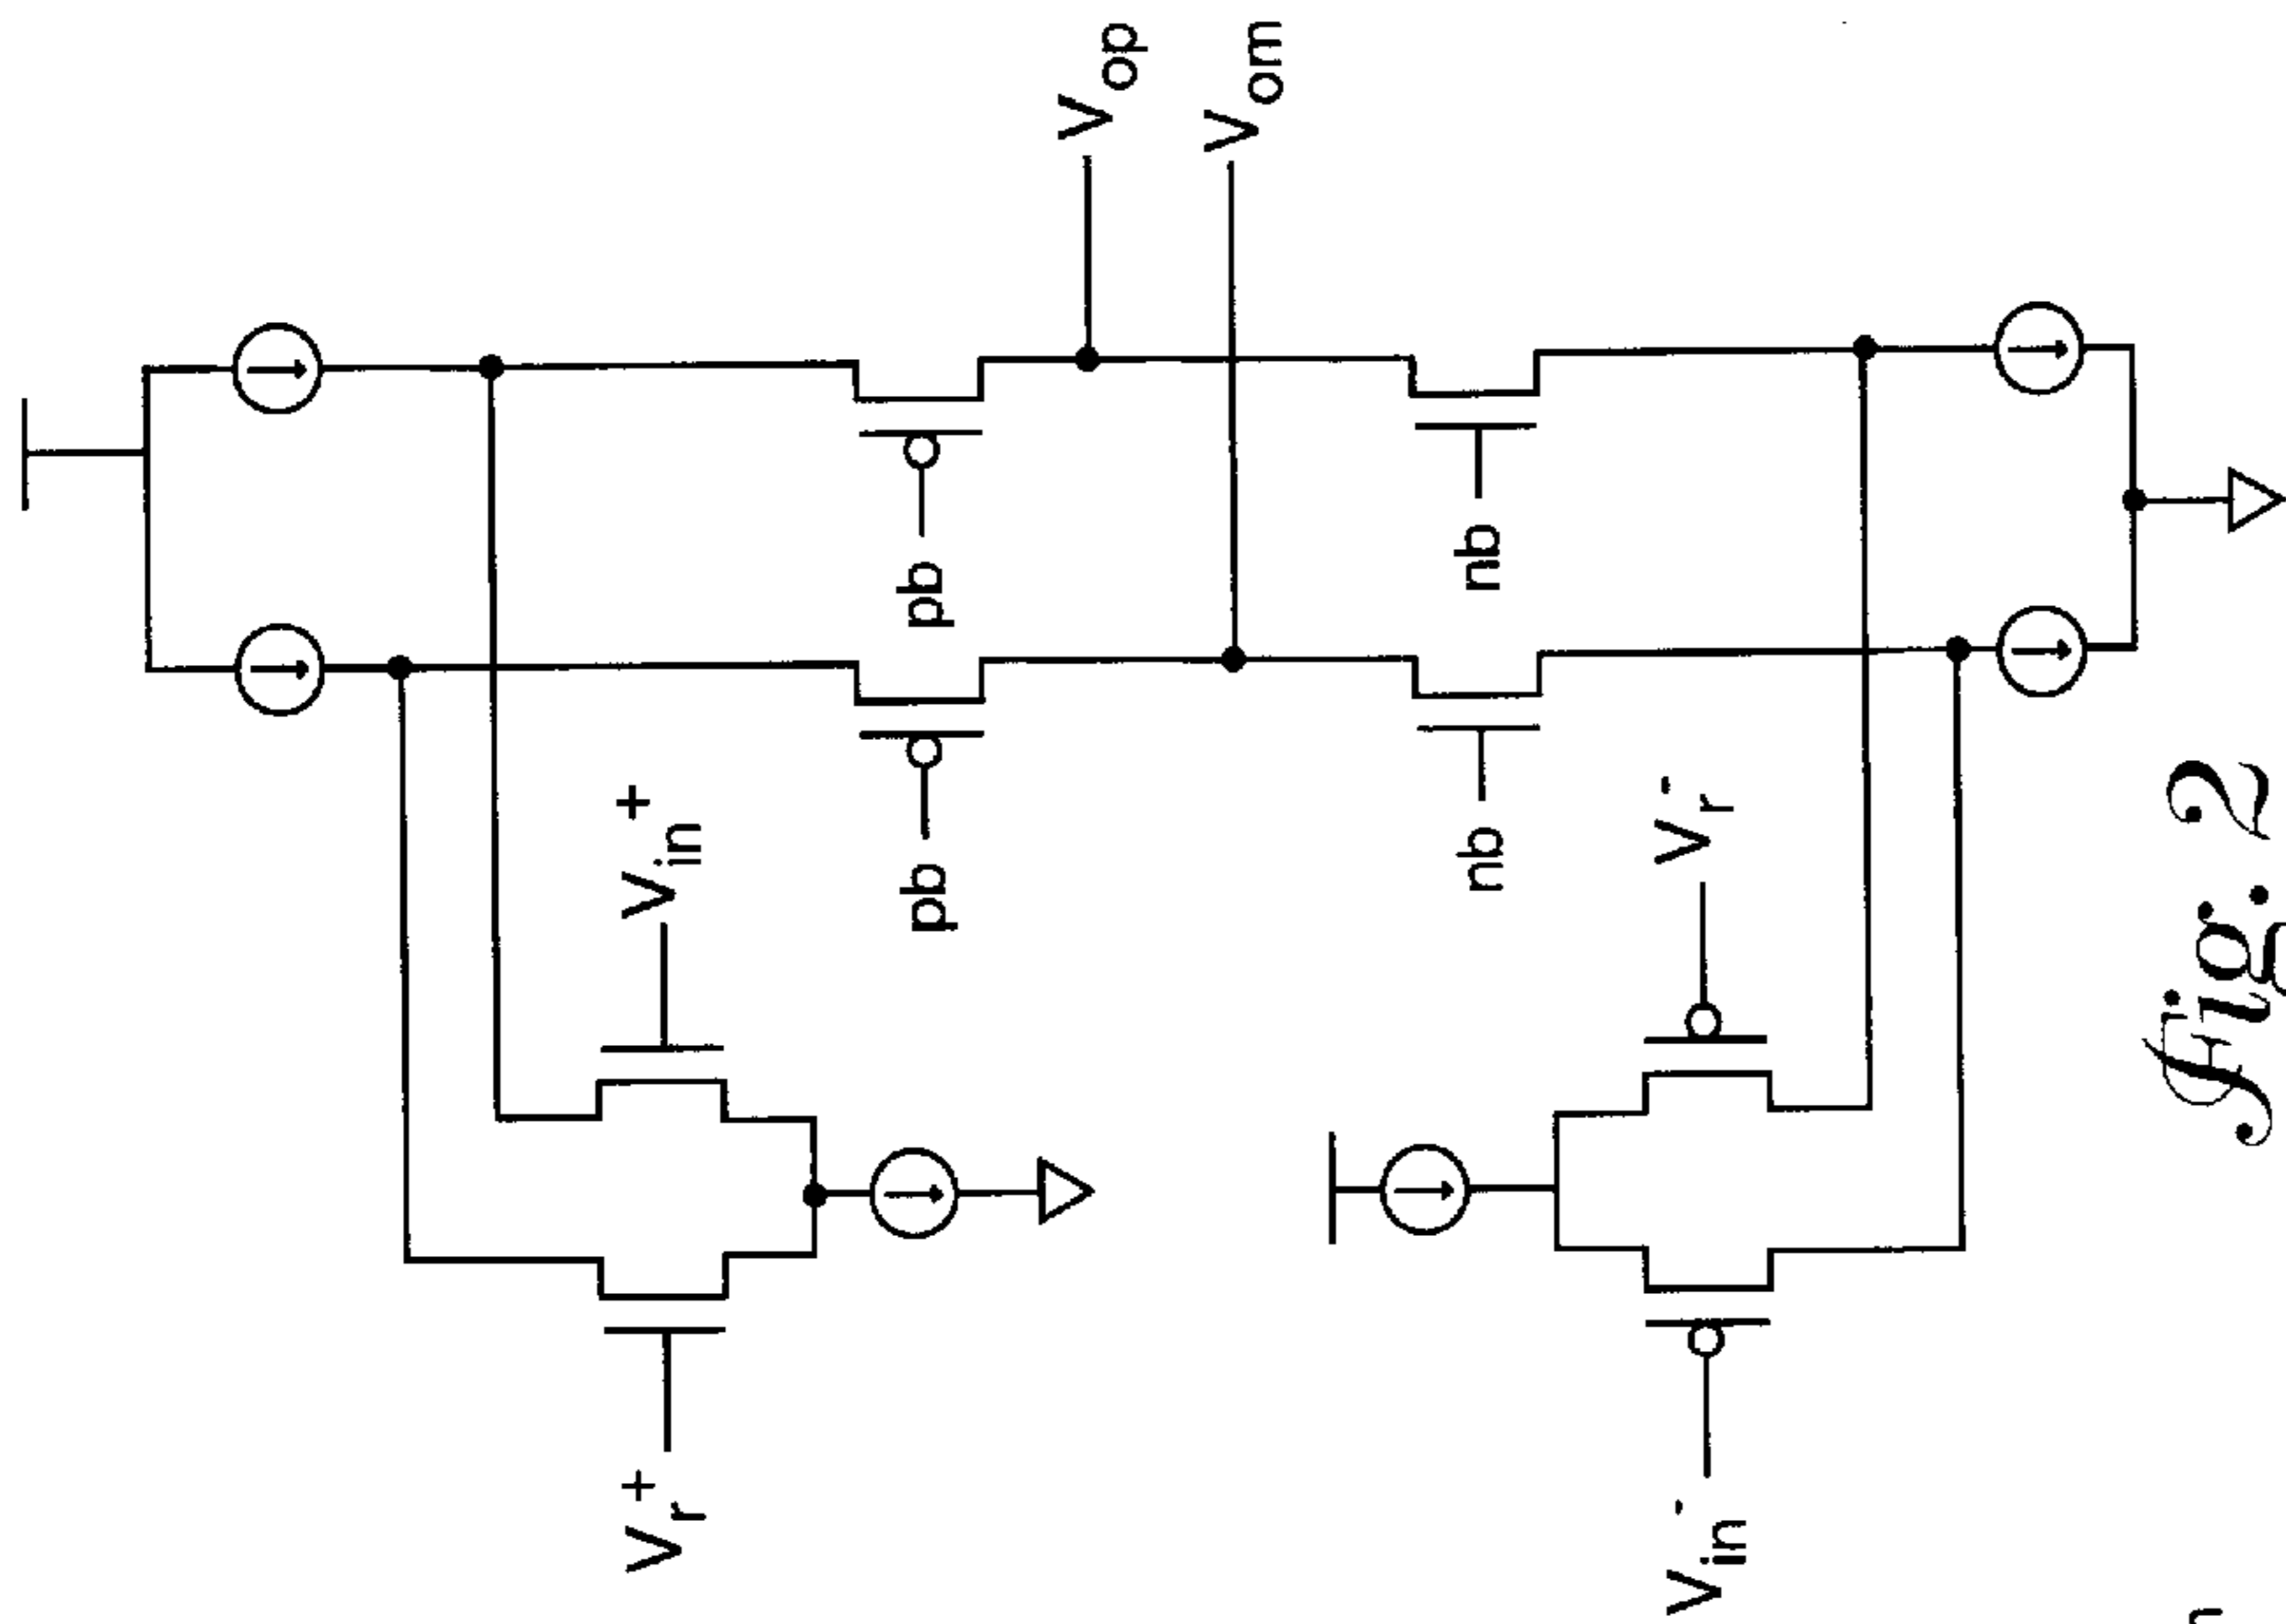 Vr+
Vin+
pb
pb
Vop
Vom
nb
nb
Vin-
Vr-
Fig. 2